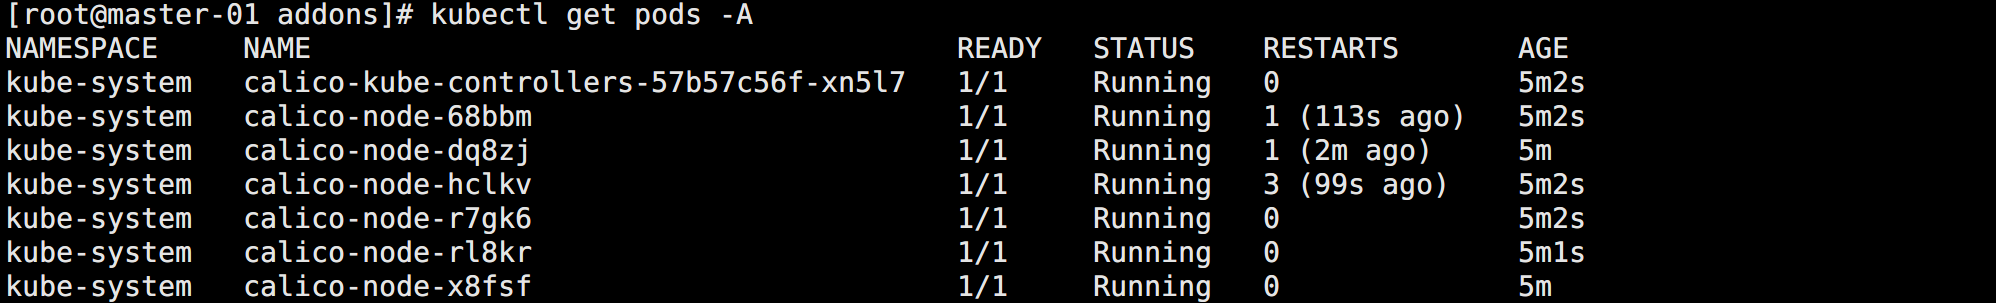 [root@master-01 addons]# kubectl get pods -A
NAMESPACE     NAME                                      READY   STATUS    RESTARTS       AGE
kube-system   calico-kube-controllers-57b57c56f-xn5l7   1/1     Running   0              5m2s
kube-system   calico-node-68bbm                         1/1     Running   1 (113s ago)   5m2s
kube-system   calico-node-dq8zj                         1/1     Running   1 (2m ago)     5m
kube-system   calico-node-hclkv                         1/1     Running   3 (99s ago)    5m2s
kube-system   calico-node-r7gk6                         1/1     Running   0              5m2s
kube-system   calico-node-rl8kr                         1/1     Running   0              5m1s
kube-system   calico-node-x8fsf                         1/1     Running   0              5m